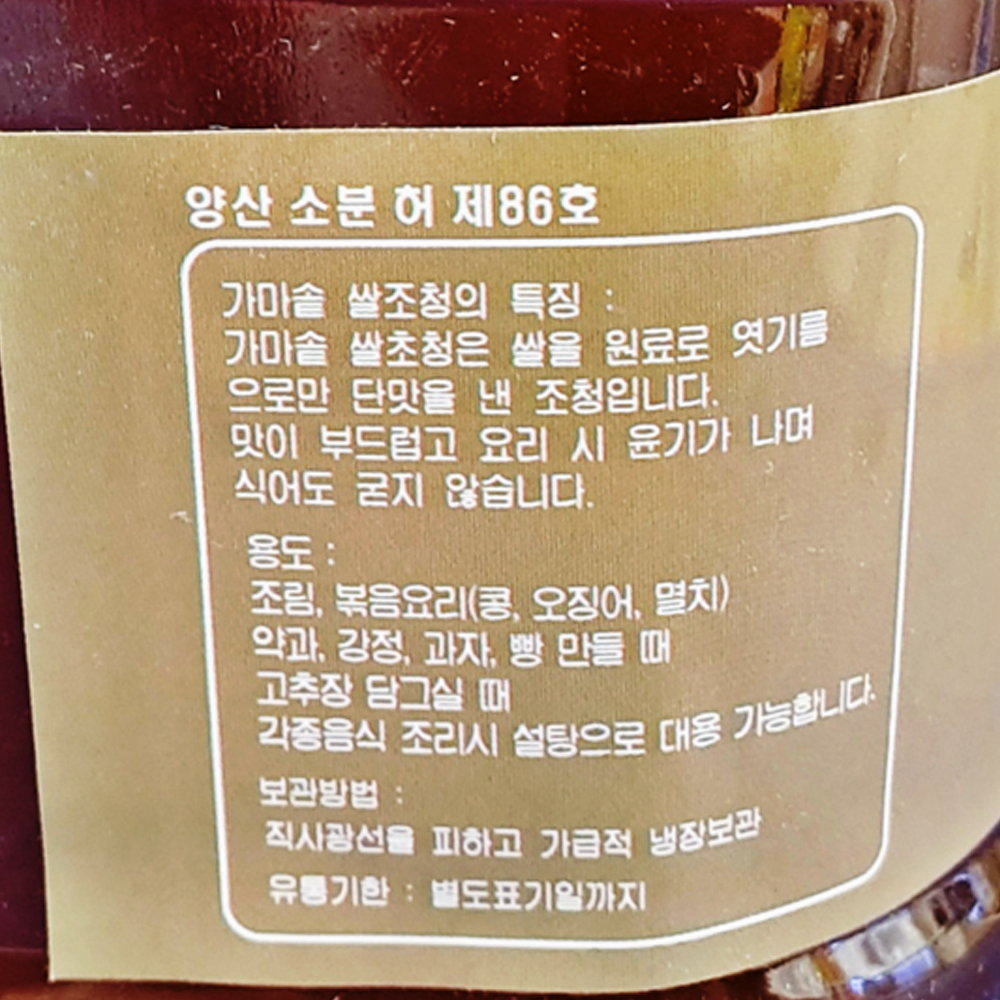 양산 소분 허 제86호
가마솥 쌀조청의 특징 :
가마솥 쌀초청은 쌀을 원료로 엿기름
으로만 단맛을 낸 조청입니다.
맛이 부드럽고 요리 시 윤기가 나며
식어도 굳지 않습니다.
용도 :
조림, 볶음요리(콩, 오징어, 멸치)
약과, 강정, 과자, 빵 만들 때
고추장 담그실 때
각종음식 조리시 설탕으로 대용 가능합니다.
보관방법 :
직사광선을 피하고 가급적 냉장보관
유통기한 : 별도표기일까지